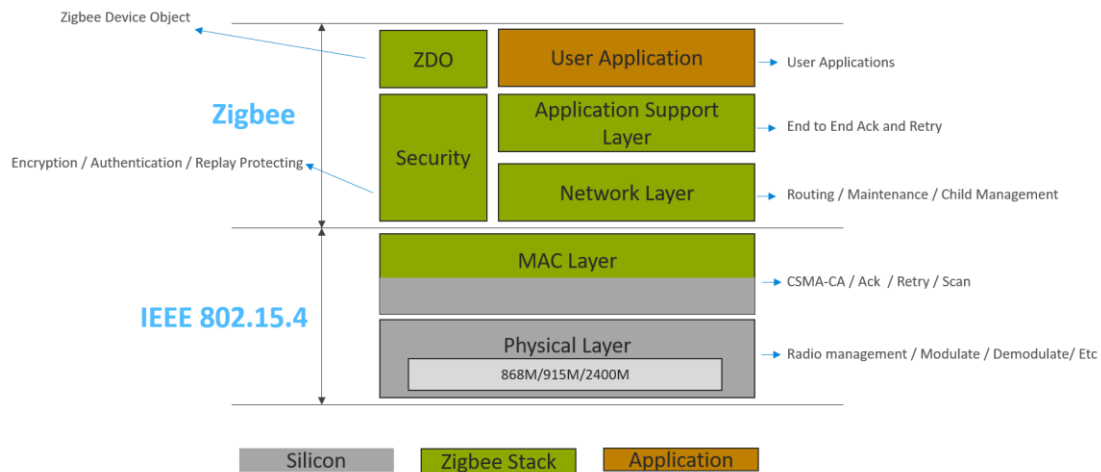 Zigbee Device Object
ZDO
User Application
User Applications
Zigbee
Application Support
Layer
End to End Ack and Retry
Encryption / Authentication / Replay Protecting
Security
Network Layer
Routing / Maintenance / Child Management
MAC Layer
CSMA-CA / Ack / Retry / Scan
IEEE 802.15.4
Physical Layer
868M/915M/2400M
Radio management / Modulate / Demodulate/ Etc
Silicon
Zigbee Stack
Application